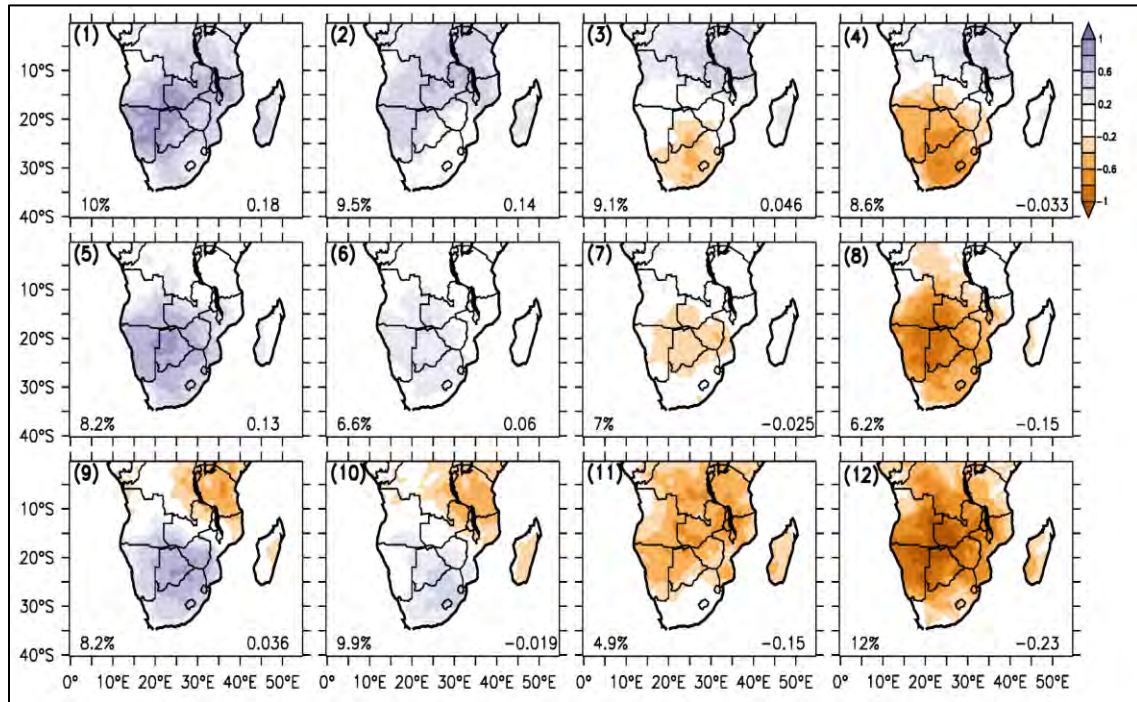 (1) (2) (3) (4)
1
0.6
0.2
-0.2
-0.6
-1
10°S
20°S
30°S
40°S
10% 0.18 9.5% 0.14 9.1% 0.046 8.6% -0.033
(5) (6) (7) (8)
10°S
20°S
30°S
40°S
8.2% 0.13 6.6% 0.06 7% -0.025 6.2% -0.15
(9) (10) (11) (12)
10°S
20°S
30°S
40°S
8.2% 0.036 9.9% -0.019 4.9% -0.15 12% -0.23
0° 10°E 20°E 30°E 40°E 50°E 0° 10°E 20°E 30°E 40°E 50°E 0° 10°E 20°E 30°E 40°E 50°E 0° 10°E 20°E 30°E 40°E 50°E